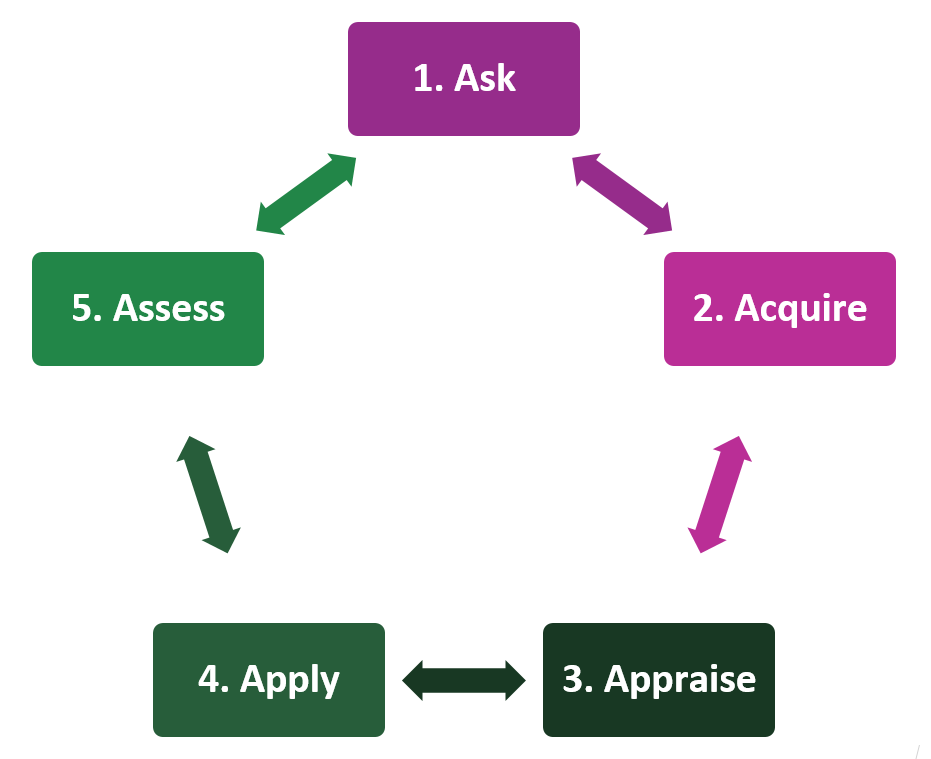 1. Ask
2. Acquire
3. Appraise
4. Apply
5. Assess
/